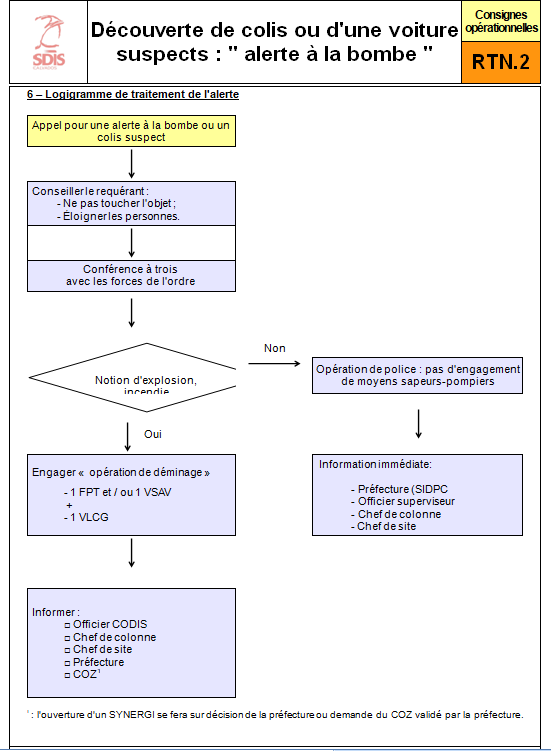 SDIS
Découverte de colis ou d'une voiture
suspects : " alerte à la bombe "
Consignes
opérationnelles
RTN.2
6 – Logigramme de traitement de l'alerte
Appel pour une alerte à la bombe ou un
colis suspect
Conseiller le requérant :
- Ne pas toucher l'objet ;
- Éloigner les personnes.
Conférence à trois
avec les forces de l'ordre
Notion d'explosion,
incendie
Non
Opération de police : pas d'engagement
de moyens sapeurs-pompiers
Oui
Engager « opération de déminage »
- 1 FPT et / ou 1 VSAV
+
- 1 VLCG
Information immédiate:
- Préfecture (SIDPC
- Officier superviseur
- Chef de colonne
- Chef de site
Informer :
□ Officier CODIS
□ Chef de colonne
□ Chef de site
□ Préfecture
□ COZ¹
¹ : l'ouverture d'un SYNERGI se fera sur décision de la préfecture ou demande du COZ validé par la préfecture.